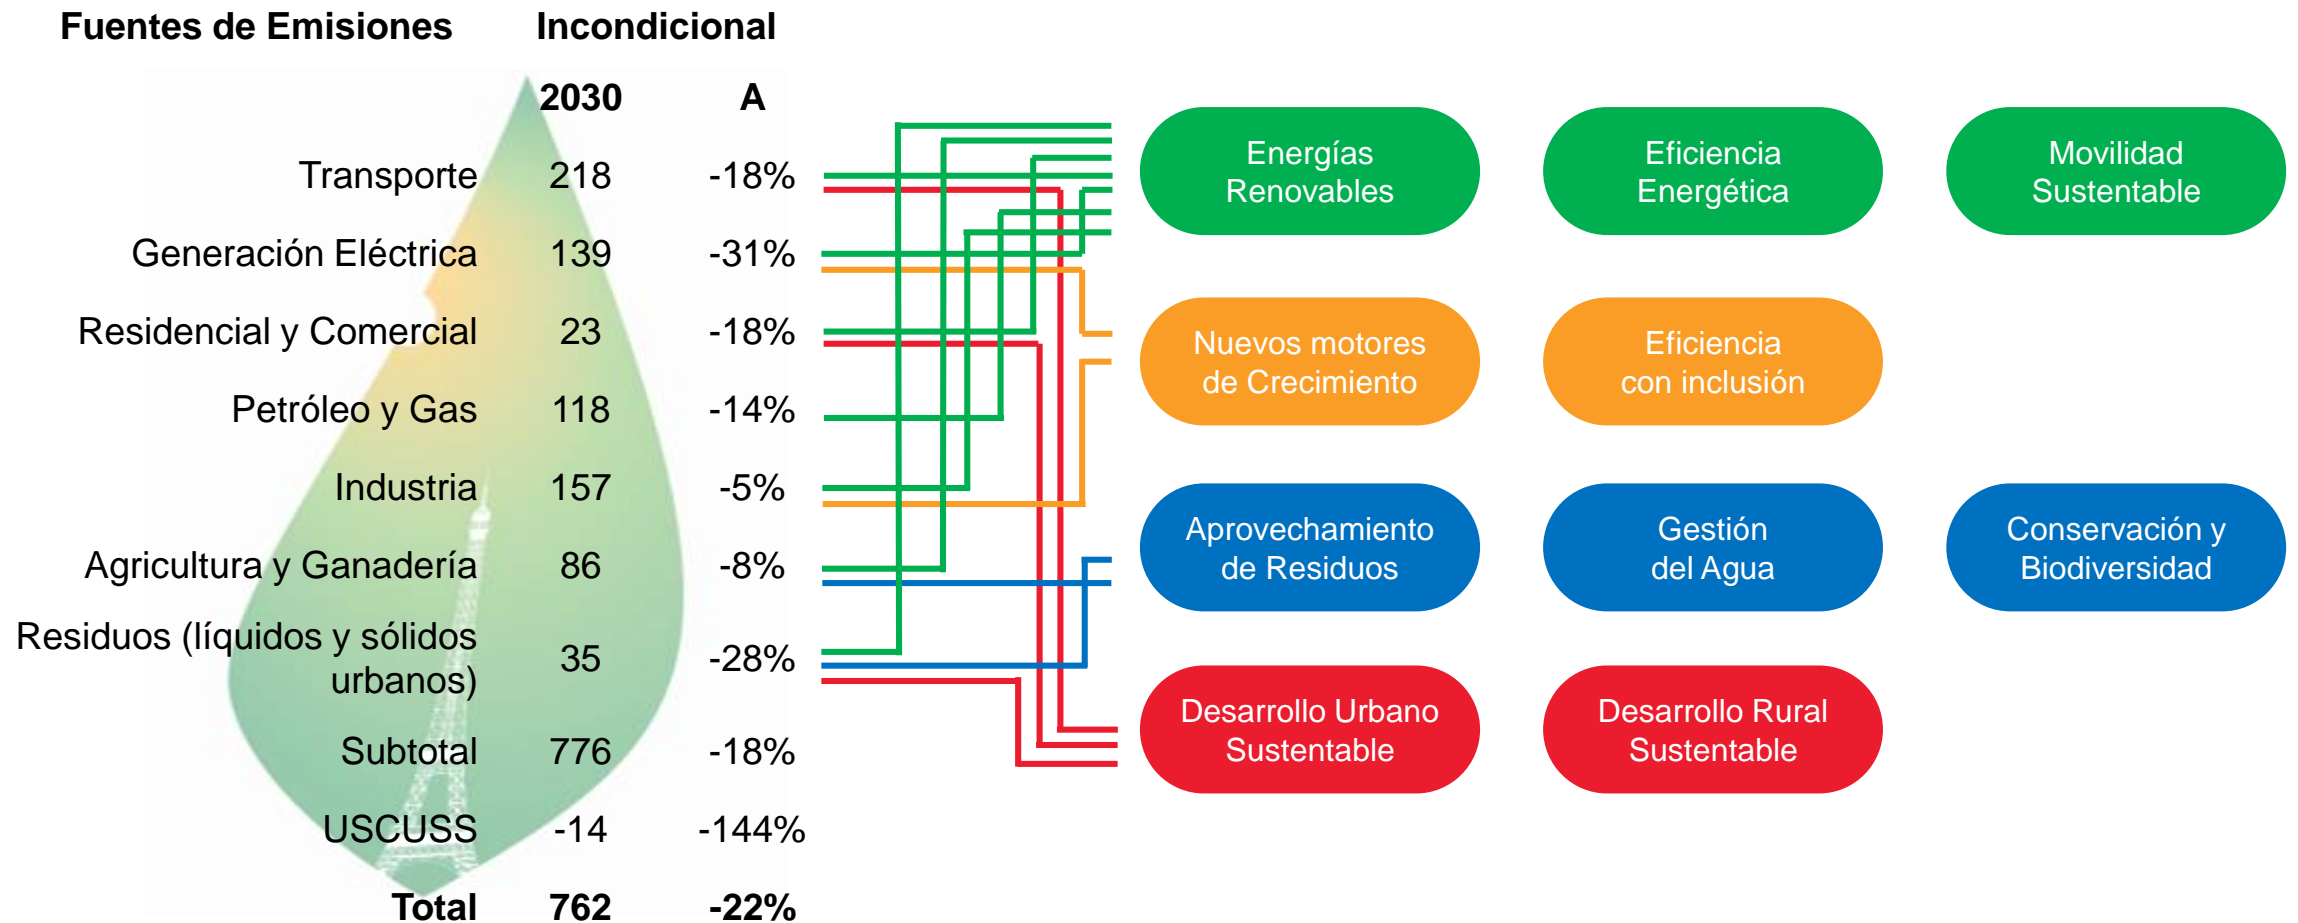 Fuentes de Emisiones Incondicional
2030 A
Transporte 218 -18%
Generación Eléctrica 139 -31%
Residencial y Comercial 23 -18%
Petróleo y Gas 118 -14%
Industria 157 -5%
Agricultura y Ganadería 86 -8%
Residuos (líquidos y sólidos
urbanos) 35 -28%
Subtotal 776 -18%
USCUSS -14 -144%
Total 762 -22%
Energías
Renovables
Eficiencia
Energética
Movilidad
Sustentable
Nuevos motores
de Crecimiento
Eficiencia
con inclusión
Aprovechamiento
de Residuos
Gestión
del Agua
Conservación y
Biodiversidad
Desarrollo Urbano
Sustentable
Desarrollo Rural
Sustentable